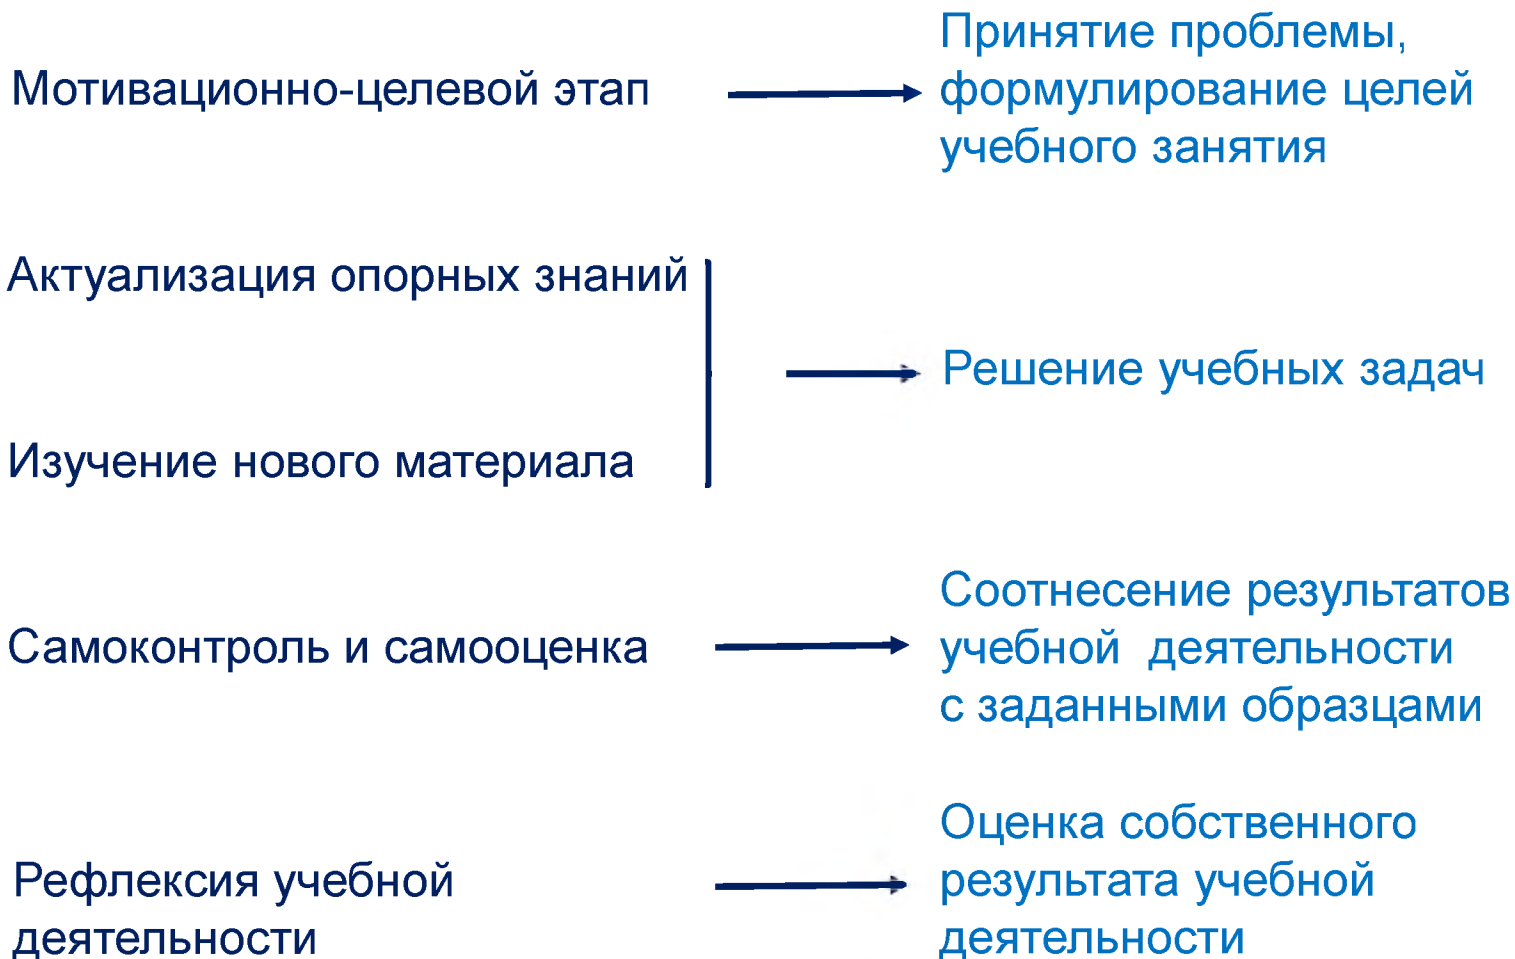 Мотивационно-целевой этап
Принятие проблемы,
формулирование целей
учебного занятия
Актуализация опорных знаний
Изучение нового материала
Решение учебных задач
Самоконтроль и самооценка
Соотнесение результатов
учебной деятельности
с заданными образцами
Рефлексия учебной
деятельности
Оценка собственного
результата учебной
деятельности